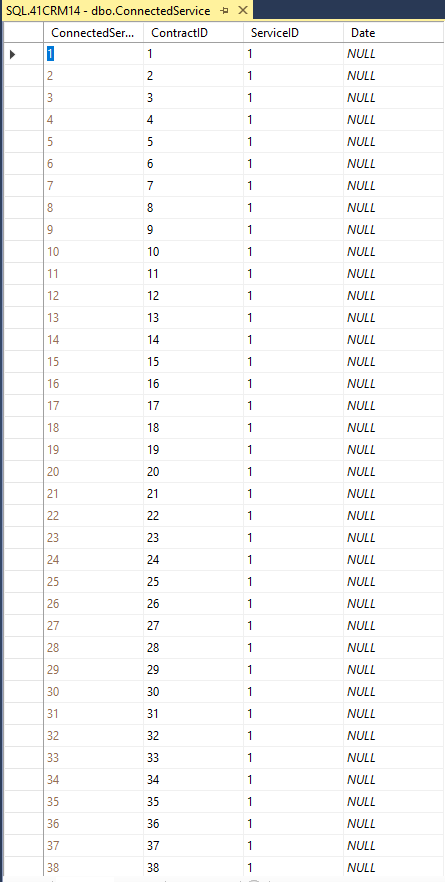 SQL.41CRM14 - dbo.ConnectedService
ConnectedSer... ContractID ServiceID Date
1 1 1 NULL
2 2 1 NULL
3 3 1 NULL
4 4 1 NULL
5 5 1 NULL
6 6 1 NULL
7 7 1 NULL
8 8 1 NULL
9 9 1 NULL
10 10 1 NULL
11 11 1 NULL
12 12 1 NULL
13 13 1 NULL
14 14 1 NULL
15 15 1 NULL
16 16 1 NULL
17 17 1 NULL
18 18 1 NULL
19 19 1 NULL
20 20 1 NULL
21 21 1 NULL
22 22 1 NULL
23 23 1 NULL
24 24 1 NULL
25 25 1 NULL
26 26 1 NULL
27 27 1 NULL
28 28 1 NULL
29 29 1 NULL
30 30 1 NULL
31 31 1 NULL
32 32 1 NULL
33 33 1 NULL
34 34 1 NULL
35 35 1 NULL
36 36 1 NULL
37 37 1 NULL
38 38 1 NULL